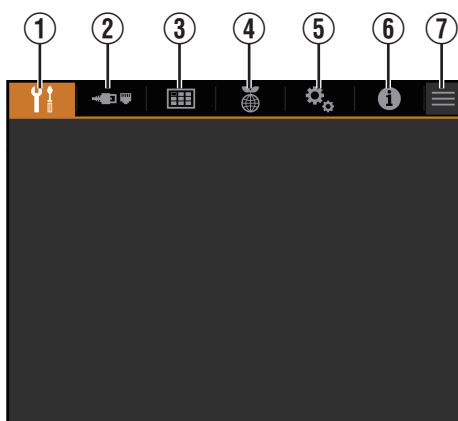 ① ② ③ ④ ⑤ ⑥ ⑦